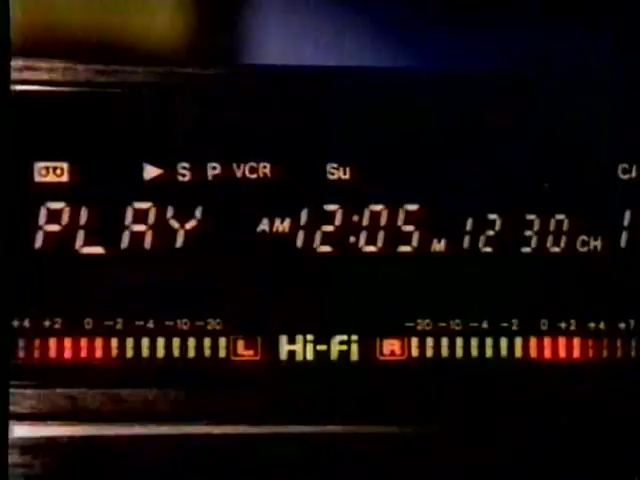 S P VCR Su
PLAY AM 12:05 M 12 30 CH 1
+4 +2 0 -2 -4 -10 -20 -20 -10 -4 -2 0 +2 +4 +7
L Hi-Fi R